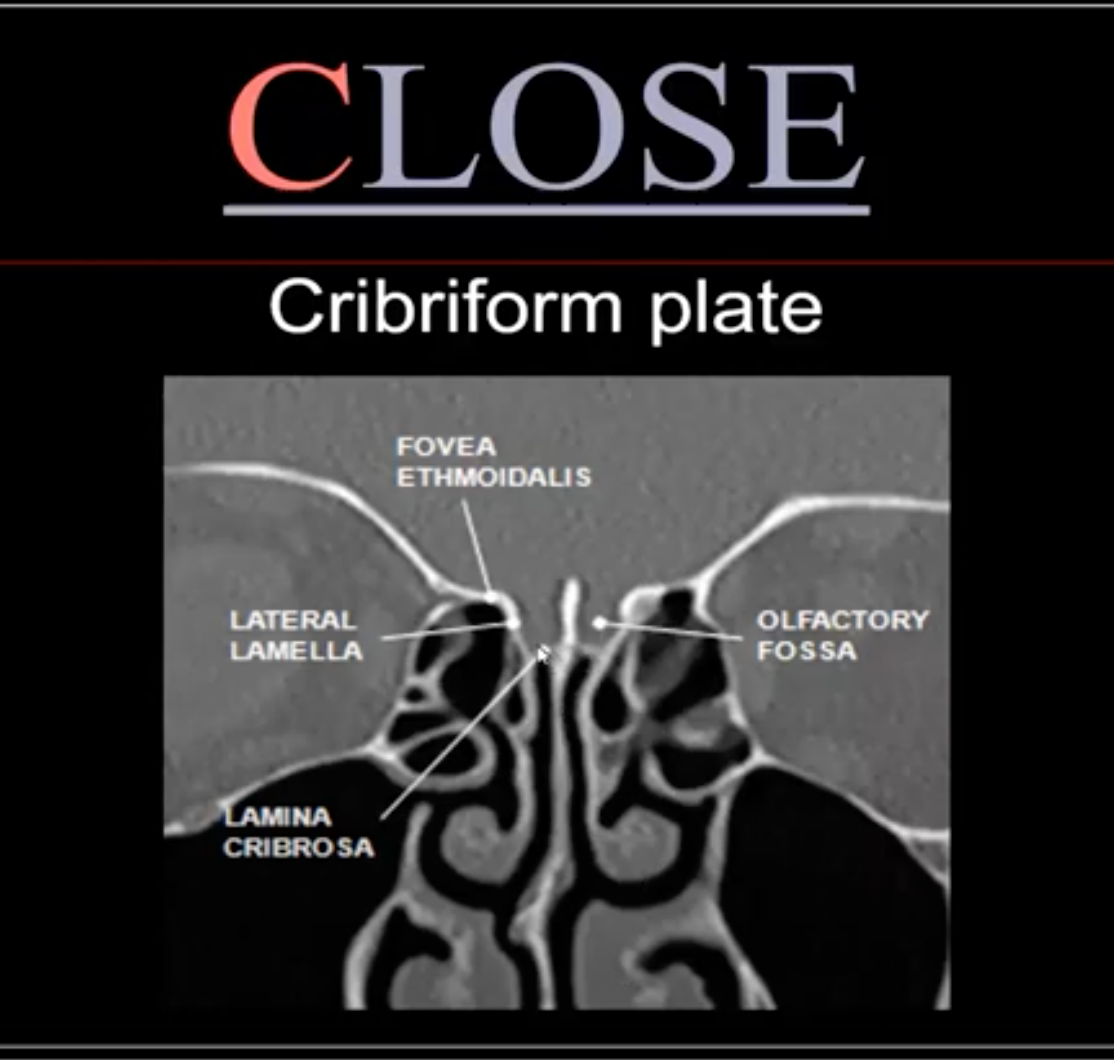 CLOSE
Cribriform plate
FOVEA
ETHMOIDALIS
LATERAL
LAMELLA
OLFACTORY
FOSSA
LAMINA
CRIBROSA